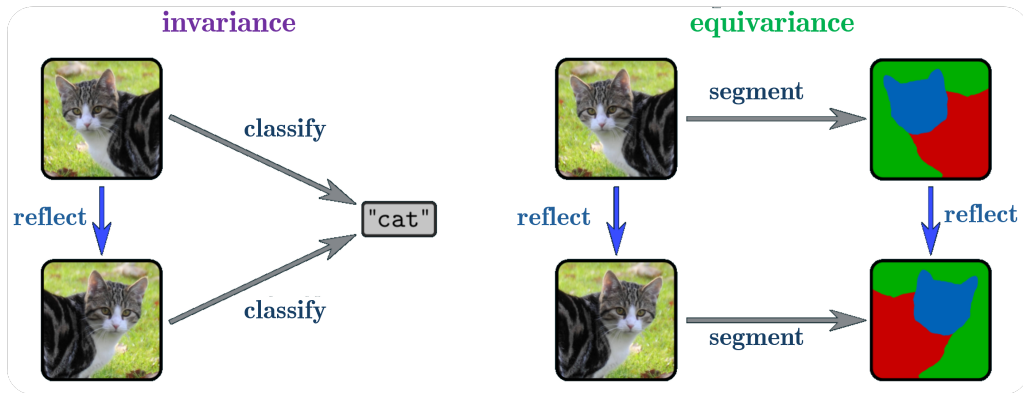 invariance
classify
reflect
"cat"
classify
equivariance
segment
reflect
reflect
segment